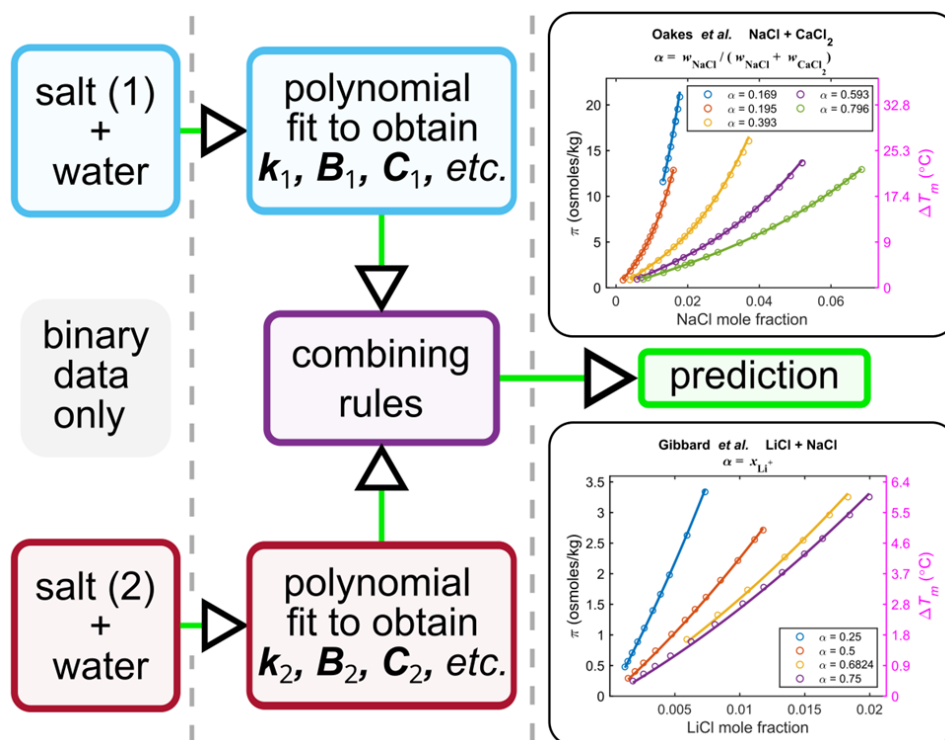 salt (1)
+
water
polynomial
fit to obtain
k1, B1, C1, etc.
binary
data
only
combining
rules
prediction
salt (2)
+
water
polynomial
fit to obtain
k2, B2, C2, etc.
Oakes et al. NaCl + CaCl2
α = wNaCl / ( wNaCl + wCaCl2)
α = 0.169
α = 0.195
α = 0.393
α = 0.593
α = 0.796
π (osmoles/kg)
20
15
10
5
0
32.8
25.3
17.4
9
0
ΔTm (°C)
0
0.02
0.04
0.06
NaCl mole fraction
Gibbard et al. LiCl + NaCl
α = xLi+
π (osmoles/kg)
3.5
3
2.5
2
1.5
1
0.5
0
6.4
5.5
4.6
3.7
2.8
1.8
0.9
0
ΔTm (°C)
α = 0.25
α = 0.5
α = 0.6824
α = 0.75
0.005
0.01
0.015
0.02
LiCl mole fraction